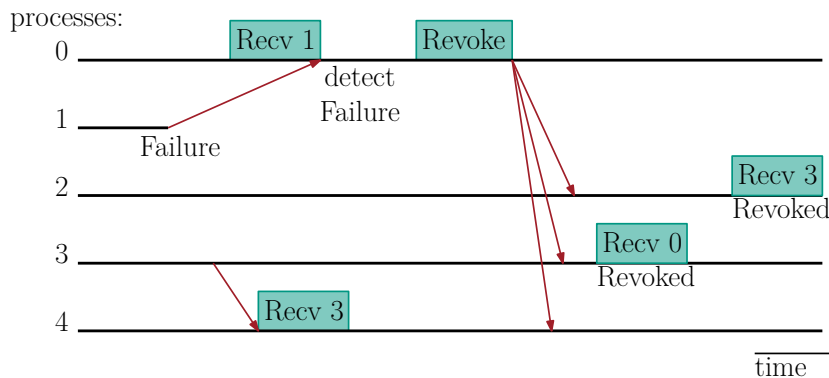 processes:
0
Recv 1
Revoke
detect
Failure
1
Failure
2
Recv 3
Revoked
3
Recv 0
Revoked
4
Recv 3
time